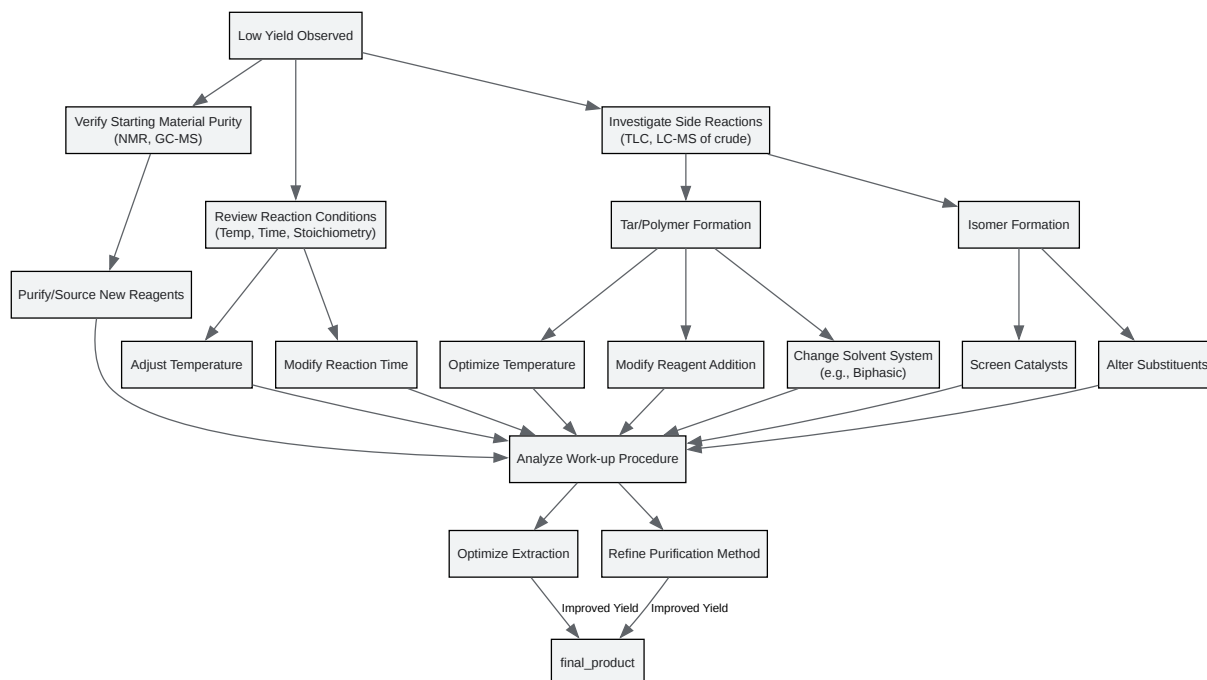 Low Yield Observed
Verify Starting Material Purity
(NMR, GC-MS)
Investigate Side Reactions
(TLC, LC-MS of crude)
Review Reaction Conditions
(Temp, Time, Stoichiometry)
Tar/Polymer Formation
Isomer Formation
Purify/Source New Reagents
Adjust Temperature
Modify Reaction Time
Optimize Temperature
Modify Reagent Addition
Change Solvent System
(e.g., Biphasic)
Screen Catalysts
Alter Substituents
Analyze Work-up Procedure
Optimize Extraction
Refine Purification Method
Improved Yield
Improved Yield
final_product